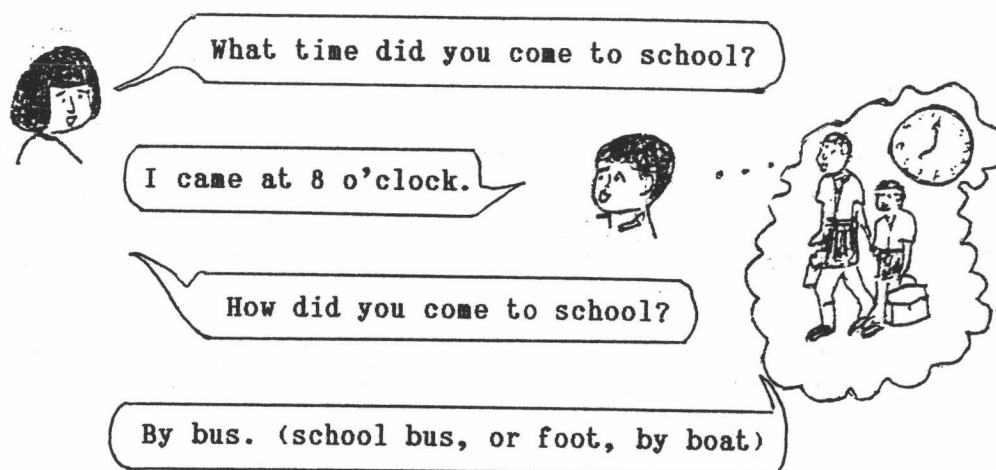 What time did you come to school?
I came at 8 o'clock.
How did you come to school?
By bus. (school bus, or foot, by boat)